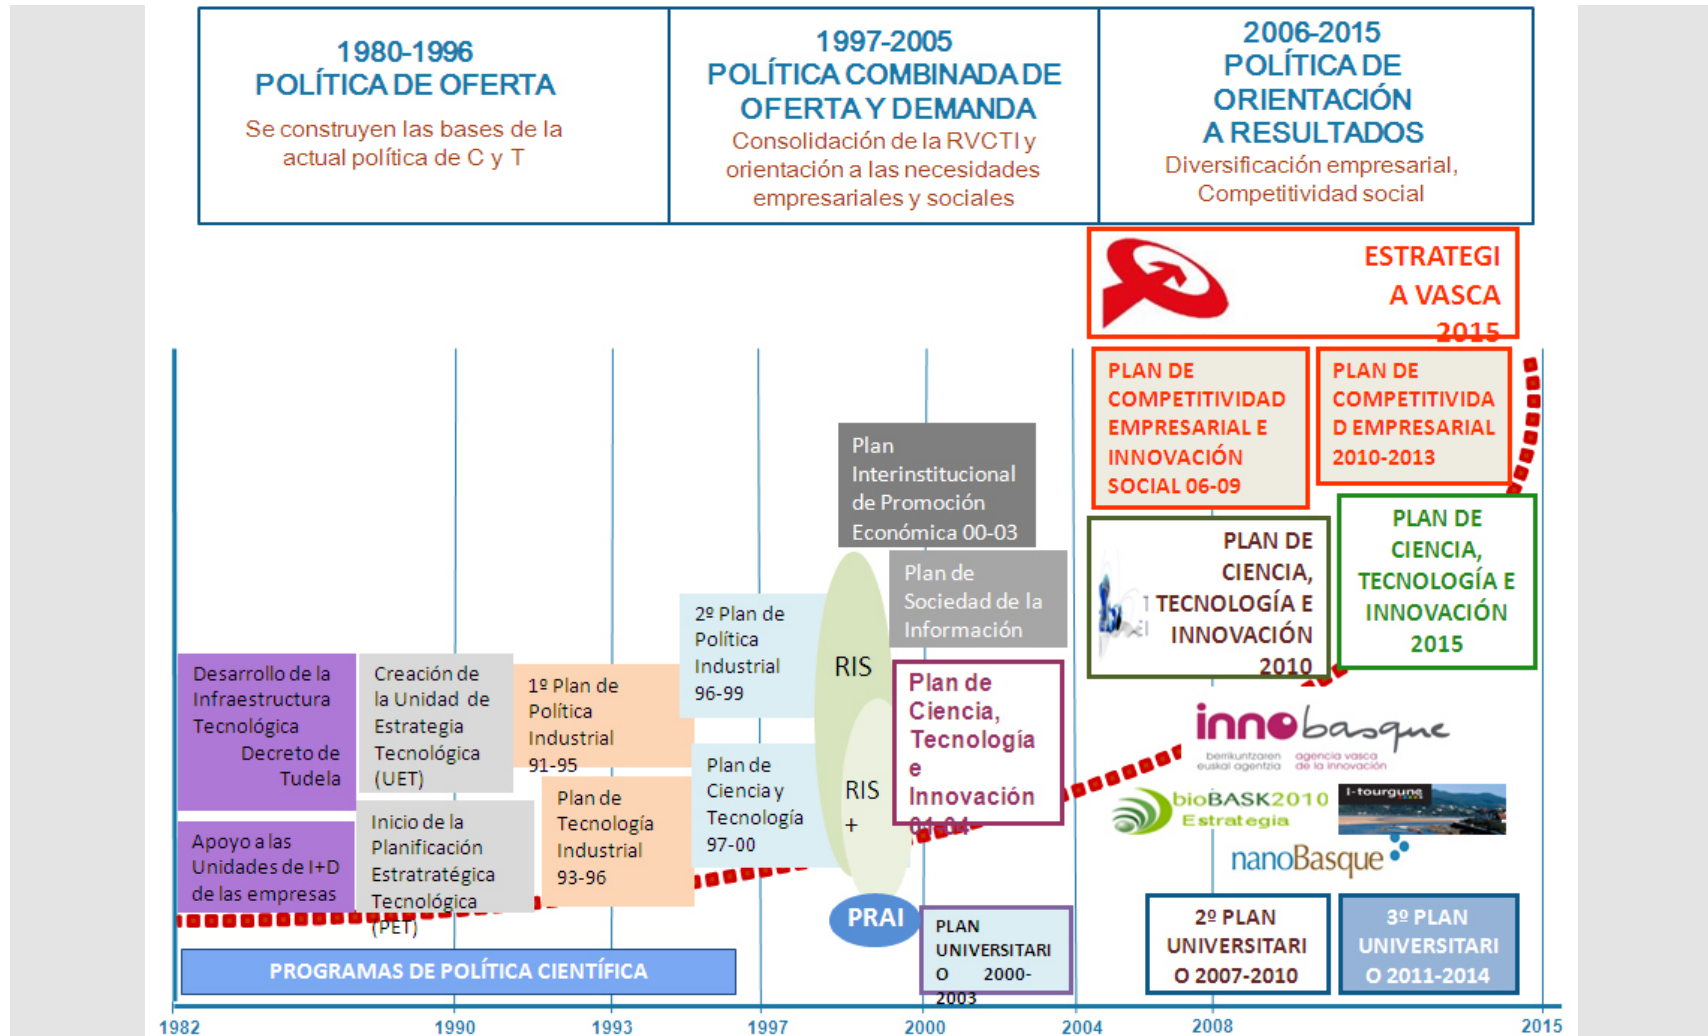 1980-1996
POLÍTICA DE OFERTA
Se construyen las bases de la
actual política de C y T
1997-2005
POLÍTICA COMBINADA DE
OFERTA Y DEMANDA
Consolidación de la RVCTI y
orientación a las necesidades
empresariales y sociales
2006-2015
POLÍTICA DE
ORIENTACIÓN
A RESULTADOS
Diversificación empresarial,
Competitividad social
ESTRATEGI
A VASCA
2015
PLAN DE
COMPETITIVIDAD
EMPRESARIAL E
INNOVACIÓN
SOCIAL 06-09
PLAN DE
COMPETITIVIDA
D EMPRESARIAL
2010-2013
Plan
Interinstitucional
de Promoción
Económica 00-03
PLAN DE
CIENCIA,
TECNOLOGÍA E
INNOVACIÓN
2010
PLAN DE
CIENCIA,
TECNOLOGÍA E
INNOVACIÓN
2015
Plan de
Sociedad de la
Información
2º Plan de
Política
Industrial
96-99
RIS
Desarrollo de la
Infraestructura
Tecnológica
Decreto de
Tudela
Creación de
la Unidad de
Estrategia
Tecnológica
(UET)
1º Plan de
Política
Industrial
91-95
Plan de
Ciencia,
Tecnología
e
Innovación
01-04
innobasque
berrikuntzaren
euskal agentzia
agencia vasca
de la innovación
Plan de
Ciencia y
Tecnología
97-00
RIS
+
Apoyo a las
Unidades de I+D
de las empresas
Inicio de la
Planificación
Estratratégica
Tecnológica
(PET)
Plan de
Tecnología
Industrial
93-96
bioBASK2010
Estrategia
i-tourgune
nanoBasque
PRAI
PLAN
UNIVERSITARI
O 2000-
2003
2º PLAN
UNIVERSITARI
O 2007-2010
3º PLAN
UNIVERSITARI
O 2011-2014
PROGRAMAS DE POLÍTICA CIENTÍFICA
1982 1990 1993 1997 2000 2004 2008 2015